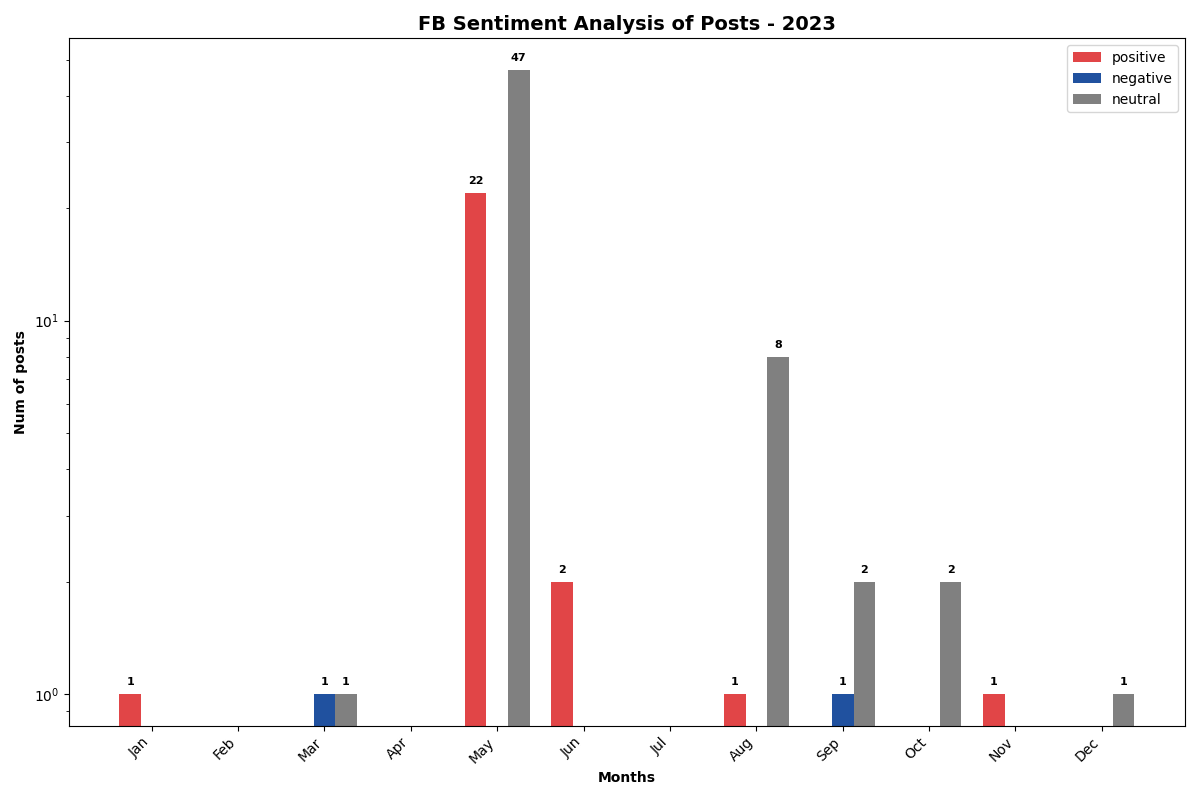 FB Sentiment Analysis of Posts - 2023
positive
negative
neutral
Num of posts
10¹
10⁰
1
1
1
22
47
2
1
8
1
2
2
1
1
Jan
Feb
Mar
Apr
May
Jun
Jul
Aug
Sep
Oct
Nov
Dec
Months